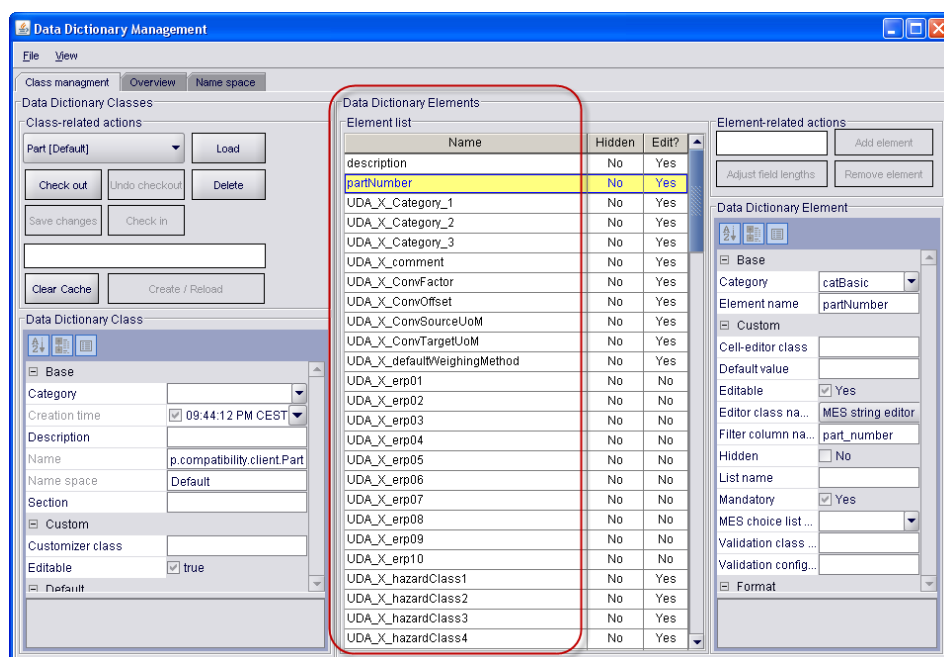 Data Dictionary Management
File View
Class managment Overview Name space
Data Dictionary Classes
Class-related actions
Part [Default] Load
Check out Undo checkout Delete
Save changes Check in
Clear Cache Create / Reload
Data Dictionary Class
Base
Category
Creation time 09:44:12 PM CEST
Description
Name p.compatibility.client.Part
Name space Default
Section
Custom
Customizer class
Editable true
Default
Data Dictionary Elements
Element list
Name Hidden Edit?
description No Yes
partNumber No Yes
UDA_X_Category_1 No Yes
UDA_X_Category_2 No Yes
UDA_X_Category_3 No Yes
UDA_X_comment No Yes
UDA_X_ConvFactor No Yes
UDA_X_ConvOffset No Yes
UDA_X_ConvSourceUoM No Yes
UDA_X_ConvTargetUoM No Yes
UDA_X_defaultWeighingMethod No Yes
UDA_X_erp01 No No
UDA_X_erp02 No No
UDA_X_erp03 No No
UDA_X_erp04 No No
UDA_X_erp05 No No
UDA_X_erp06 No No
UDA_X_erp07 No No
UDA_X_erp08 No No
UDA_X_erp09 No No
UDA_X_erp10 No No
UDA_X_hazardClass1 No Yes
UDA_X_hazardClass2 No Yes
UDA_X_hazardClass3 No Yes
UDA_X_hazardClass4 No Yes
Element-related actions
Add element
Adjust field lengths Remove element
Data Dictionary Element
Base
Category catBasic
Element name partNumber
Custom
Cell-editor class
Default value
Editable Yes
Editor class na... MES string editor
Filter column na... part_number
Hidden No
List name
Mandatory Yes
MES choice list ...
Validation class ...
Validation config...
Format